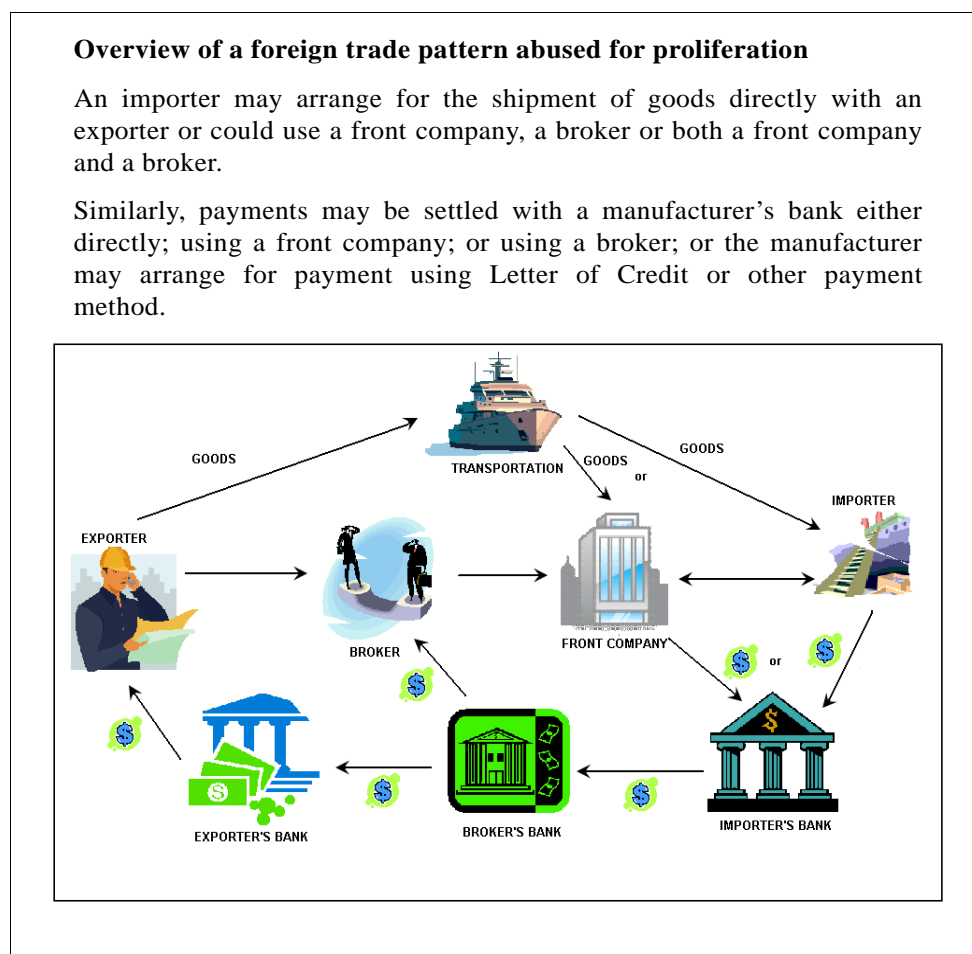 Overview of a foreign trade pattern abused for proliferation
An importer may arrange for the shipment of goods directly with an
exporter or could use a front company, a broker or both a front company
and a broker.
Similarly, payments may be settled with a manufacturer's bank either
directly; using a front company; or using a broker; or the manufacturer
may arrange for payment using Letter of Credit or other payment
method.
TRANSPORTATION
GOODS
GOODS
or
GOODS
IMPORTER
EXPORTER
BROKER
FRONT COMPANY
$
or
$
$
$
$
$
$
$
$
EXPORTER'S BANK
BROKER'S BANK
IMPORTER'S BANK